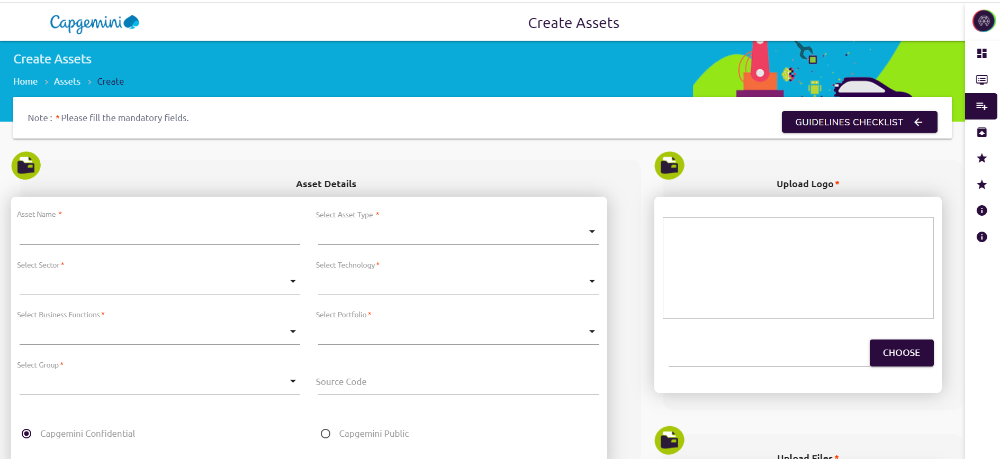 Capgemini
Create Assets
Create Assets
Home > Assets > Create
Note : *Please fill the mandatory fields.
GUIDELINES CHECKLIST
Asset Details
Asset Name *
Select Asset Type *
Select Sector*
Select Technology*
Select Business Functions*
Select Portfolio*
Select Group*
Source Code
Capgemini Confidential
Capgemini Public
Upload Logo*
CHOOSE
Upload Files*